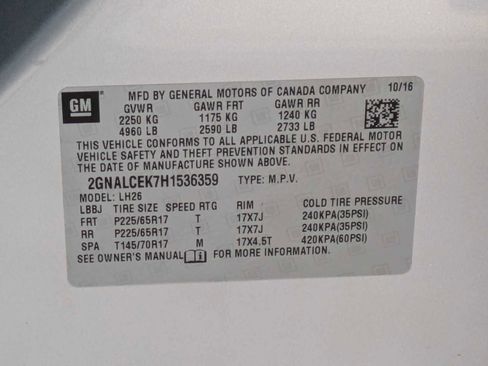 GM
MFD BY GENERAL MOTORS OF CANADA COMPANY 10/16
GVWR GAWR FRT GAWR RR
2250 KG 1175 KG 1240 KG
4960 LB 2590 LB 2733 LB
THIS VEHICLE CONFORMS TO ALL APPLICABLE U.S. FEDERAL MOTOR
VEHICLE SAFETY AND THEFT PREVENTION STANDARDS IN EFFECT ON
THE DATE OF MANUFACTURE SHOWN ABOVE.
2GNALCEK7H1536359 TYPE: M.P.V.
MODEL: LH26
LBBJ TIRE SIZE SPEED RTG RIM COLD TIRE PRESSURE
FRT P225/65R17 T 17X7J 240KPA(35PSI)
RR P225/65R17 T 17X7J 240KPA(35PSI)
SPA T145/70R17 M 17X4.5T 420KPA(60PSI)
SEE OWNER'S MANUAL FOR MORE INFORMATION.